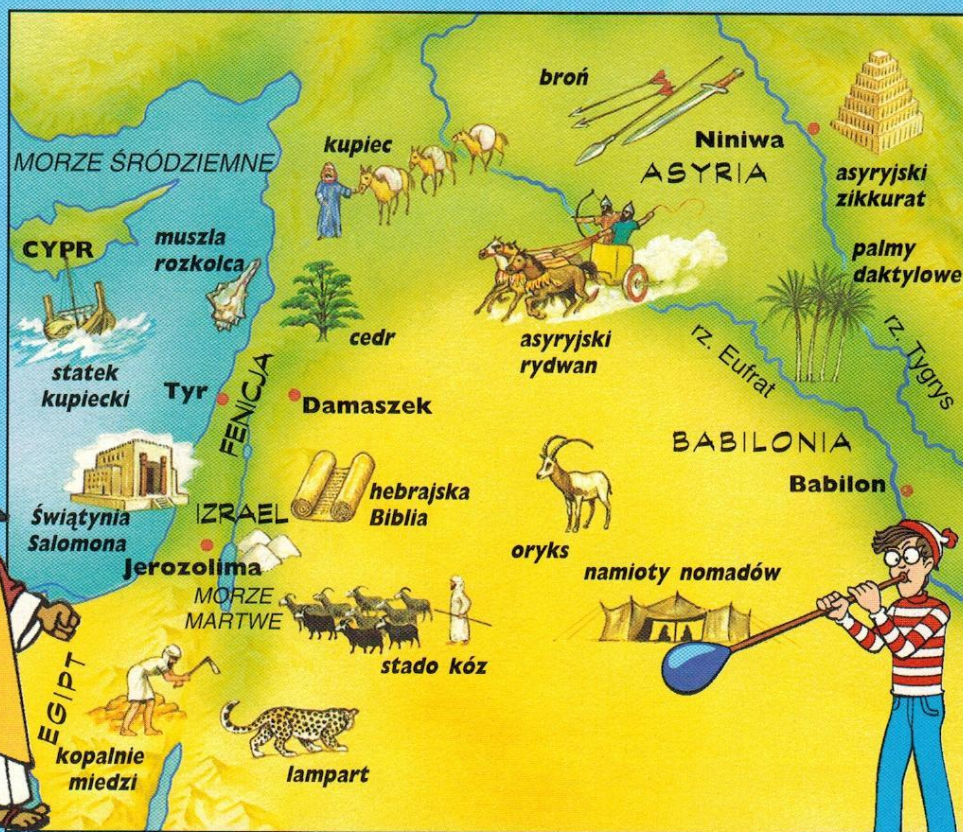 broń
Niniwa
ASYRIA
kupiec
MORZE ŚRÓDZIEMNE
asyryjski
zikkurat
CYPR
muszla
rozkolca
palmy
daktylowe
statek
kupiecki
cedr
asyryjski
rydwan
rz. Eufrat
rz. Tygrys
Tyr
FENICJA
Damaszek
BABILONIA
Babilon
Świątynia
Salomona
IZRAEL
hebrajska
Biblia
oryks
Jerozolima
MORZE
MARTWE
namioty nomadów
stado kóz
EGIPT
kopalnie
miedzi
lampart